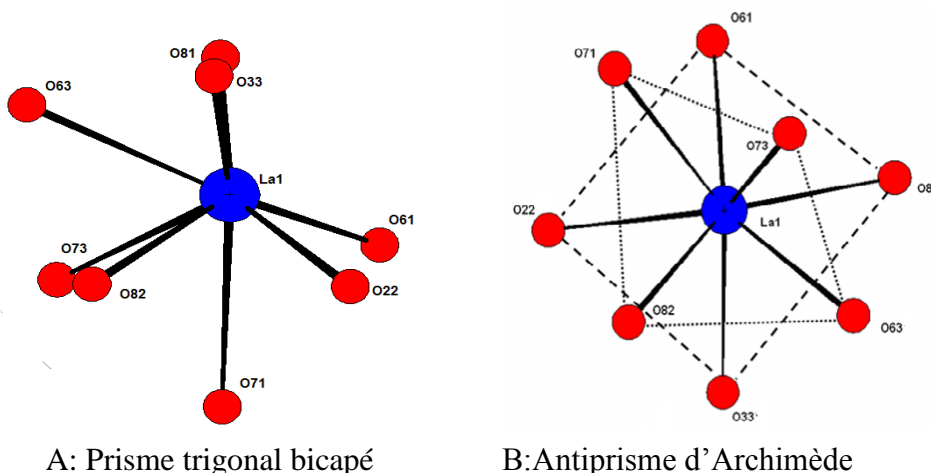 O81
O33
O63
La1
O61
O73
O82
O22
O71
O61
O71
O73
O8
O22
La1
O82
O63
O33
A: Prisme trigonal bicapé
B:Antiprisme d'Archimède